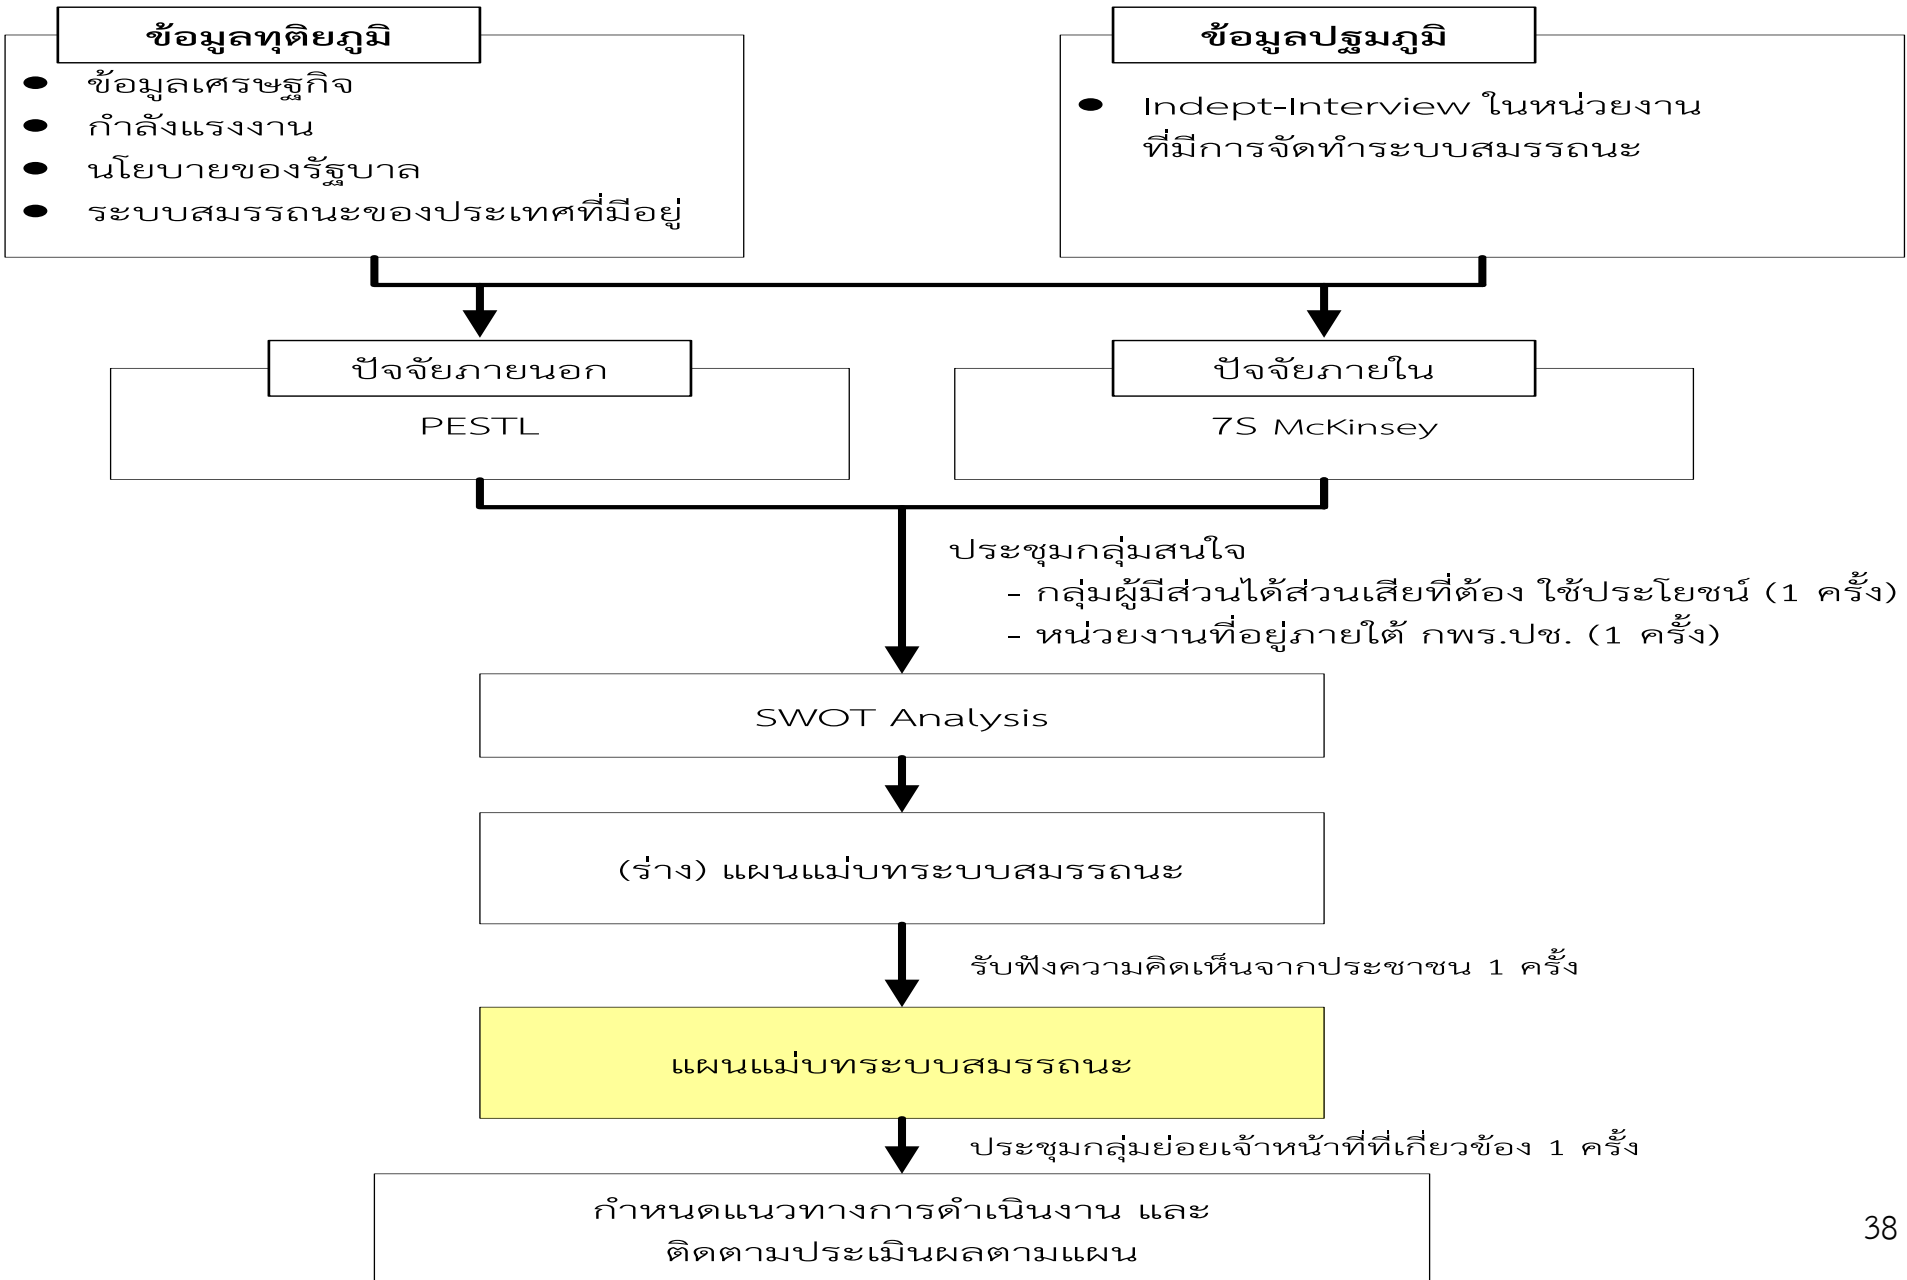 ข้อมูลทุติยภูมิ
● ข้อมูลเศรษฐกิจ
● กำลังแรงงาน
● นโยบายของรัฐบาล
● ระบบสมรรถนะของประเทศที่มีอยู่
ข้อมูลปฐมภูมิ
● Indept-Interview ในหน่วยงาน
ที่มีการจัดทำระบบสมรรถนะ
ปัจจัยภายนอก
PESTL
ปัจจัยภายใน
7S McKinsey
ประชุมกลุ่มสนใจ
- กลุ่มผู้มีส่วนได้ส่วนเสียที่ต้อง ใช้ประโยชน์ (1 ครั้ง)
- หน่วยงานที่อยู่ภายใต้ กพร.ปช. (1 ครั้ง)
SWOT Analysis
(ร่าง) แผนแม่บทระบบสมรรถนะ
รับฟังความคิดเห็นจากประชาชน 1 ครั้ง
แผนแม่บทระบบสมรรถนะ
ประชุมกลุ่มย่อยเจ้าหน้าที่ที่เกี่ยวข้อง 1 ครั้ง
กำหนดแนวทางการดำเนินงาน และ
ติดตามประเมินผลตามแผน
38